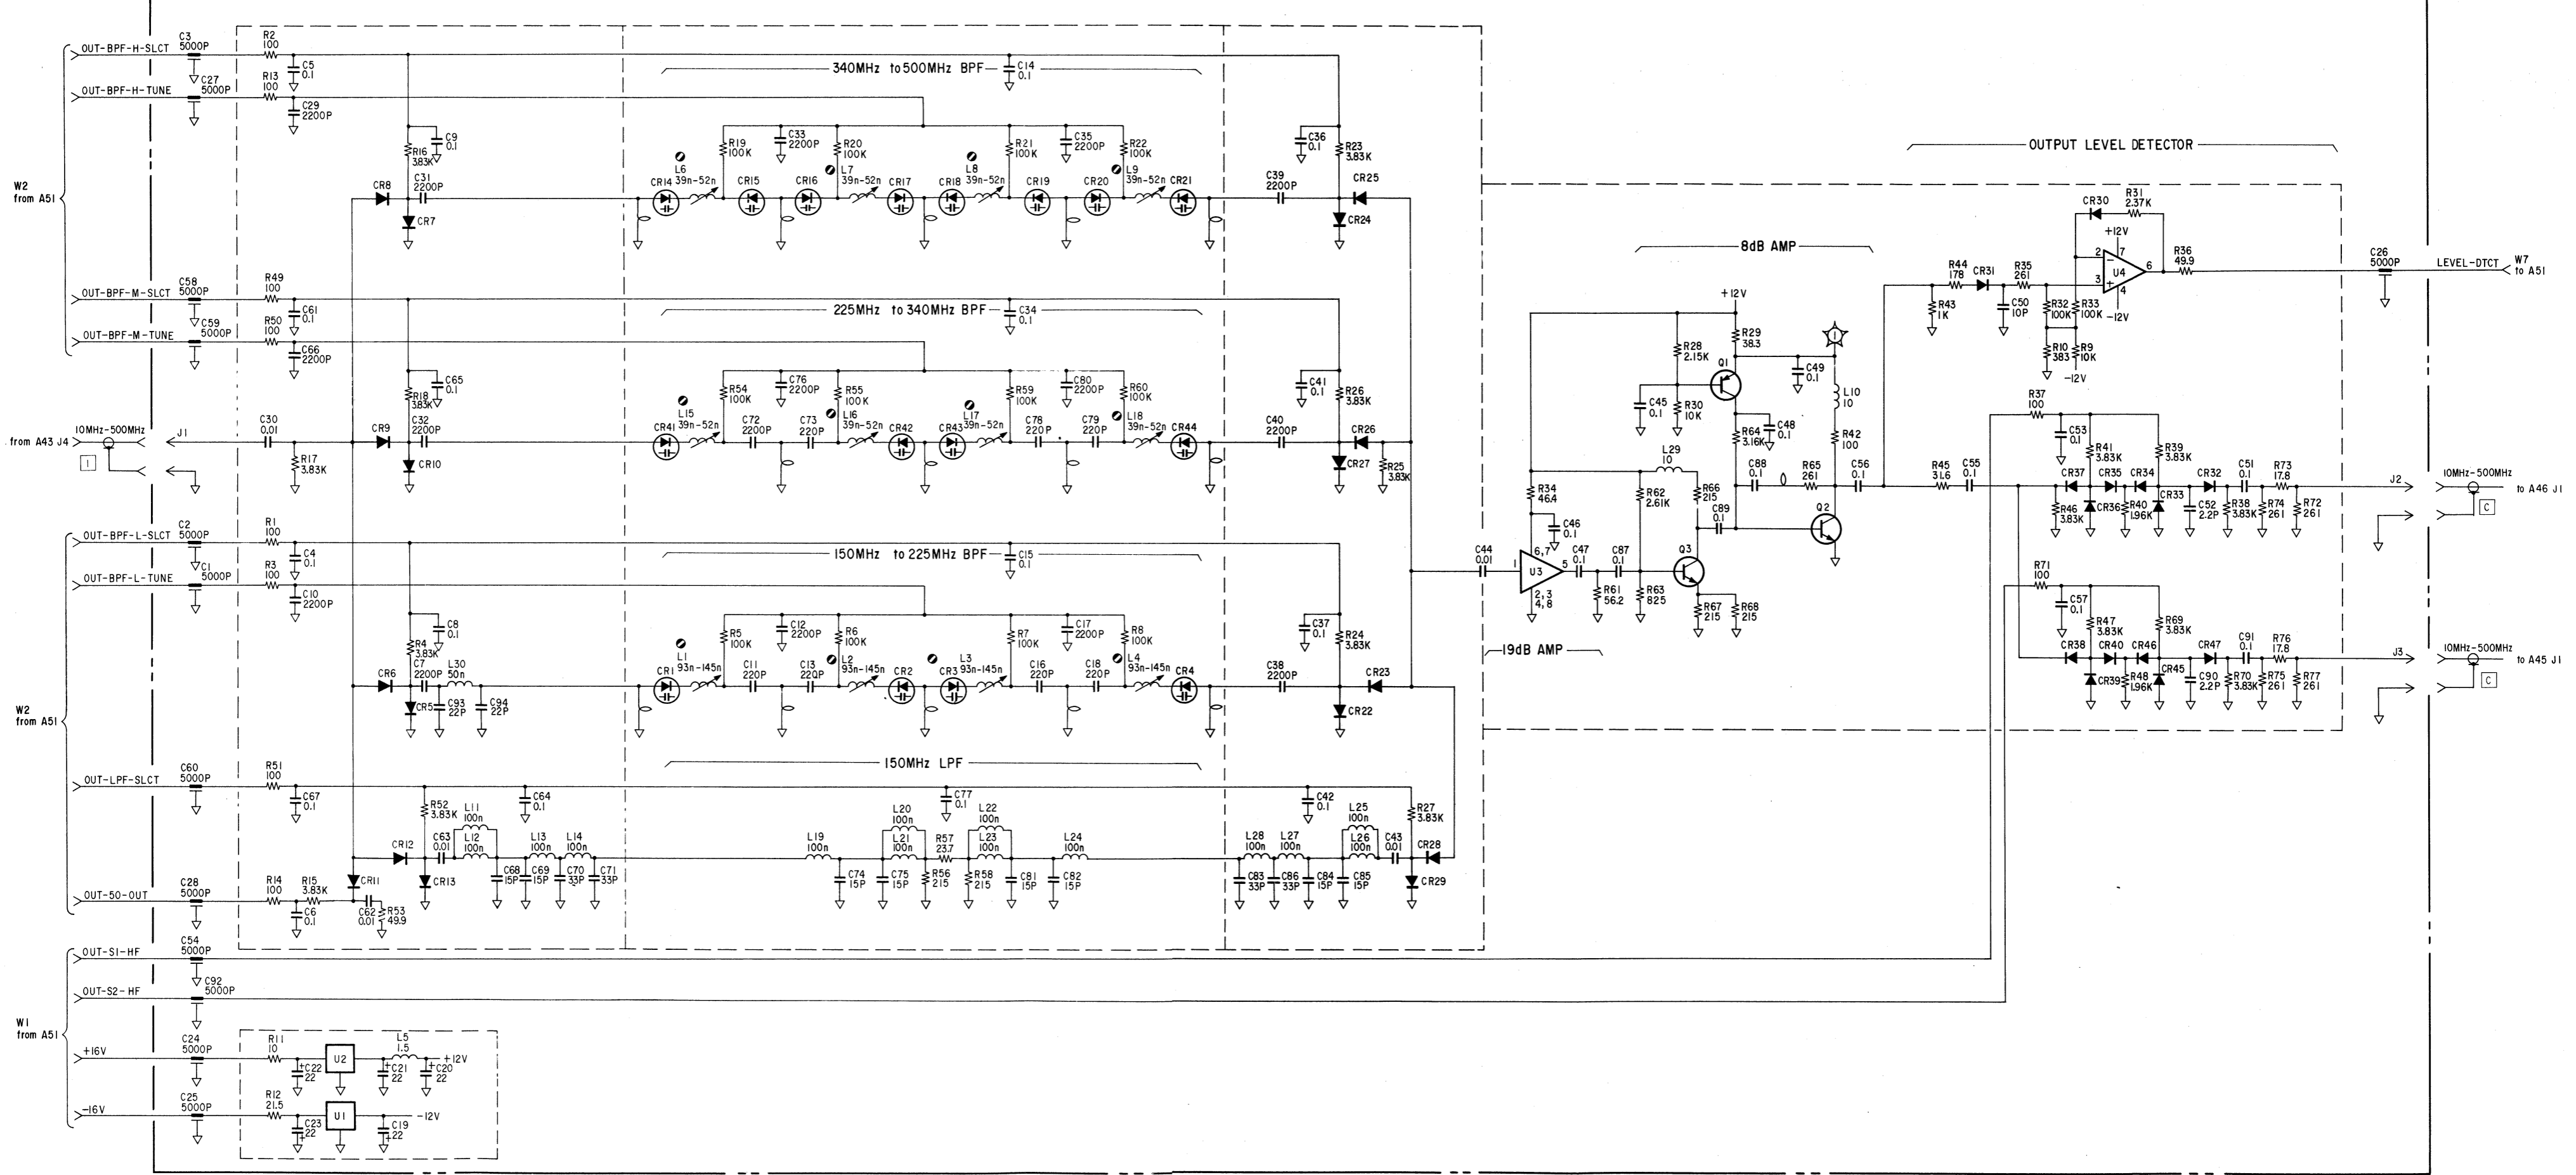 OUT-BPF-H-SLCT
C3
5000P
R2
100
C5
0.1
340MHz to 500MHz BPF
C14
0.1
OUT-BPF-H-TUNE
C27
5000P
R13
100
C29
2200P
W2
from A51
R16
3.83K
C9
0.1
CR8
C31
2200P
CR7
R19
100K
C33
2200P
R20
100K
R21
100K
C35
2200P
R22
100K
L6
39n-52n
L7
39n-52n
L8
39n-52n
L9
39n-52n
CR14
CR15
CR16
CR17
CR18
CR19
CR20
CR21
C36
0.1
R23
3.83K
C39
2200P
CR25
CR24
OUTPUT LEVEL DETECTOR
CR30
R31
2.37K
+12V
2
7
U4
6
3
4
-12V
R36
49.9
C26
5000P
LEVEL-DTCT
W7
to A51
R44
178
CR31
R35
261
R43
1K
C50
10P
R32
100K
R33
100K
R10
383
R9
10K
-12V
8dB AMP
OUT-BPF-M-SLCT
C58
5000P
R49
100
C61
0.1
225MHz to 340MHz BPF
C34
0.1
OUT-BPF-M-TUNE
C59
5000P
R50
100
C66
2200P
R18
3.83K
C65
0.1
R54
100K
C76
2200P
R55
100K
R59
100K
C80
2200P
R60
100K
C41
0.1
R26
3.83K
from A43 J4
10MHz-500MHz
J1
1
C30
0.01
R17
3.83K
CR9
C32
2200P
CR10
CR41
L15
39n-52n
C72
2200P
C73
220P
L16
39n-52n
CR42
CR43
L17
39n-52n
C78
220P
C79
220P
L18
39n-52n
CR44
C40
2200P
CR26
CR27
R25
3.83K
+12V
R28
2.15K
R29
38.3
Q1
C49
0.1
1
L10
10
C45
0.1
R30
10K
R64
3.16K
C48
0.1
R42
100
L29
10
R34
46.4
R62
2.61K
R66
215
C88
0.1
R65
261
C56
0.1
Q2
C46
0.1
C89
0.1
Q3
C44
0.01
1
U3
6,7
5
2, 3
4, 8
C47
0.1
C87
0.1
R61
56.2
R63
825
R67
215
R68
215
19dB AMP
R45
31.6
C55
0.1
R37
100
C53
0.1
R41
3.83K
R39
3.83K
CR37
CR35
CR34
CR32
C51
0.1
R73
17.8
R46
3.83K
CR36
R40
1.96K
CR33
C52
2.2P
R38
3.83K
R74
261
R72
261
J2
10MHz-500MHz
to A46 J1
C
R71
100
C57
0.1
R47
3.83K
R69
3.83K
CR38
CR40
CR46
CR47
C91
0.1
R76
17.8
CR39
R48
1.96K
CR45
C90
2.2P
R70
3.83K
R75
261
R77
261
J3
10MHz-500MHz
to A45 J1
C
OUT-BPF-L-SLCT
C2
5000P
R1
100
C4
0.1
150MHz to 225MHz BPF
C15
0.1
OUT-BPF-L-TUNE
C1
5000P
R3
100
C10
2200P
R4
3.83K
C8
0.1
R5
100K
C12
2200P
R6
100K
R7
100K
C17
2200P
R8
100K
C37
0.1
R24
3.83K
CR6
C7
2200P
L30
50n
CR5
C93
22P
C94
22P
CR1
L1
93n-145n
C11
220P
C13
220P
L2
93n-145n
CR2
CR3
L3
93n-145n
C16
220P
C18
220P
L4
93n-145n
CR4
C38
2200P
CR23
CR22
W2
from A51
OUT-LPF-SLCT
C60
5000P
R51
100
C67
0.1
150MHz LPF
R52
3.83K
C64
0.1
C77
0.1
C42
0.1
R27
3.83K
CR12
C63
0.01
L11
100n
L12
100n
L13
100n
L14
100n
C68
15P
C69
15P
C70
33P
C71
33P
L19
100n
C74
15P
L20
100n
L21
100n
C75
15P
R57
23.7
R56
215
R58
215
L22
100n
L23
100n
C81
15P
L24
100n
C82
15P
L28
100n
L27
100n
L25
100n
L26
100n
C43
0.01
CR28
C83
33P
C86
33P
C84
15P
C85
15P
CR29
OUT-50-OUT
C28
5000P
R14
100
R15
3.83K
C6
0.1
CR11
CR13
C62
0.01
R53
49.9
OUT-S1-HF
C54
5000P
OUT-S2-HF
C92
5000P
W1
from A51
+16V
C24
5000P
R11
10
+
C22
22
U2
+
C21
22
L5
1.5
+
C20
22
+12V
-16V
C25
5000P
R12
21.5
C23
+
22
U1
C19
+
22
-12V